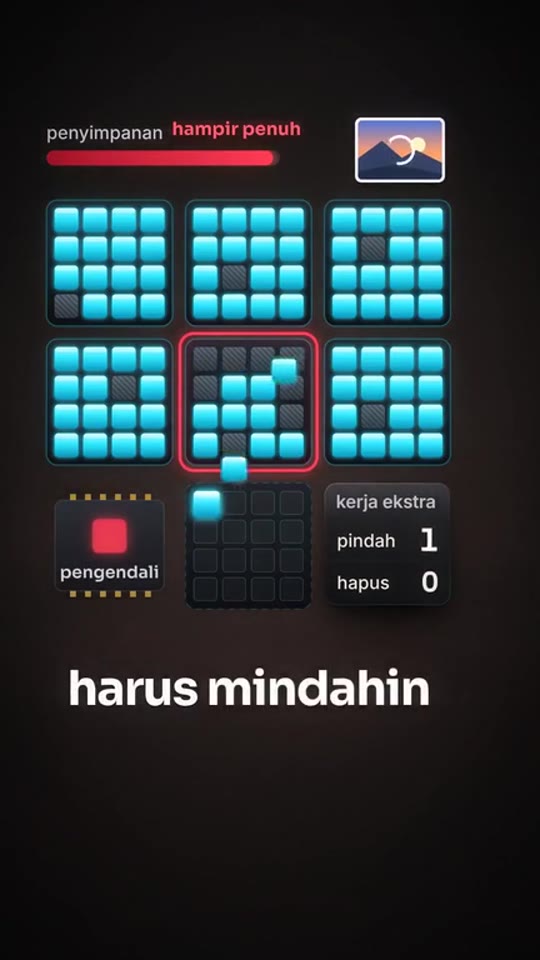 penyimpanan hampir penuh
kerja ekstra
pindah 1
hapus 0
pengendali
harus mindahin